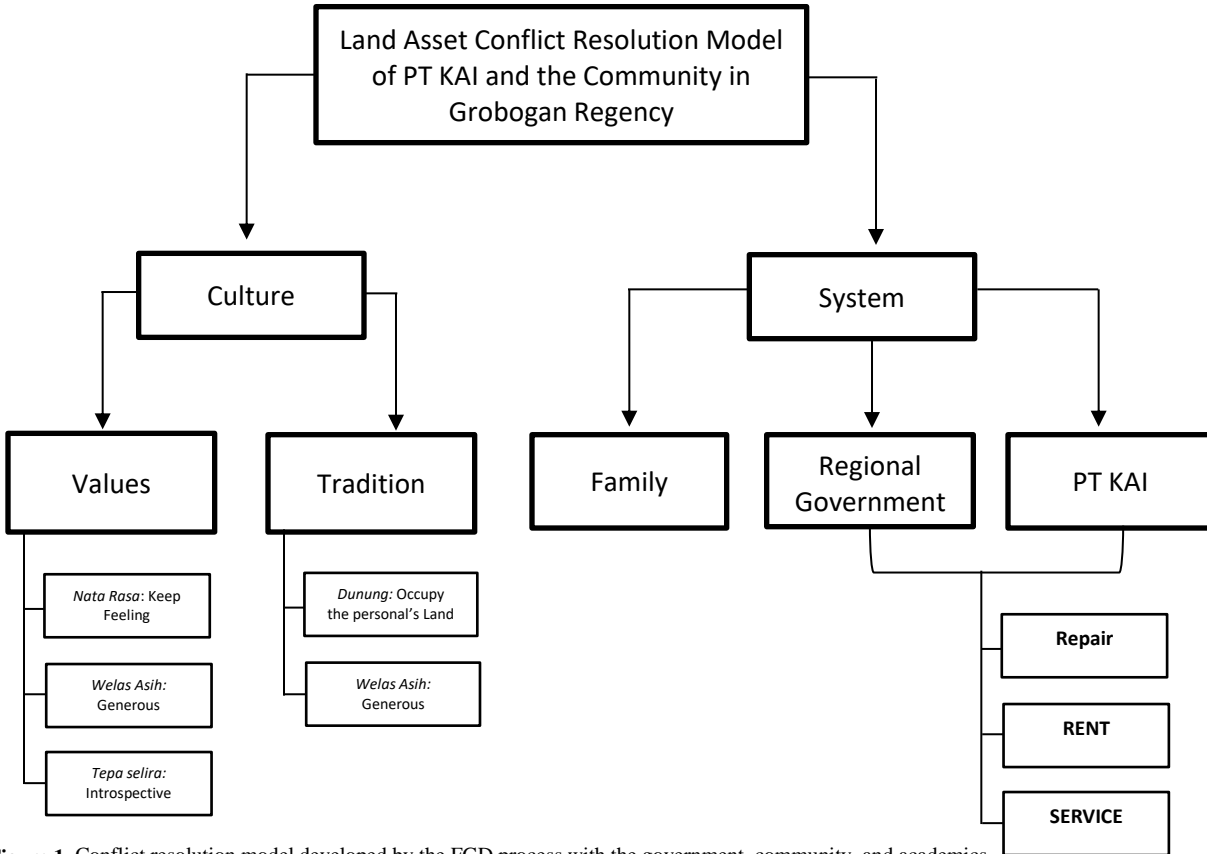 Land Asset Conflict Resolution Model
of PT KAI and the Community in
Grobogan Regency
Culture
System
Values
Tradition
Family
Regional
Government
PT KAI
Nata Rasa: Keep
Feeling
Welas Asih:
Generous
Tepa selira:
Introspective
Dunung: Occupy
the personal's Land
Welas Asih:
Generous
Repair
RENT
SERVICE
Figure 1. Conflict resolution model developed by the FGD process with the government, community, and academics